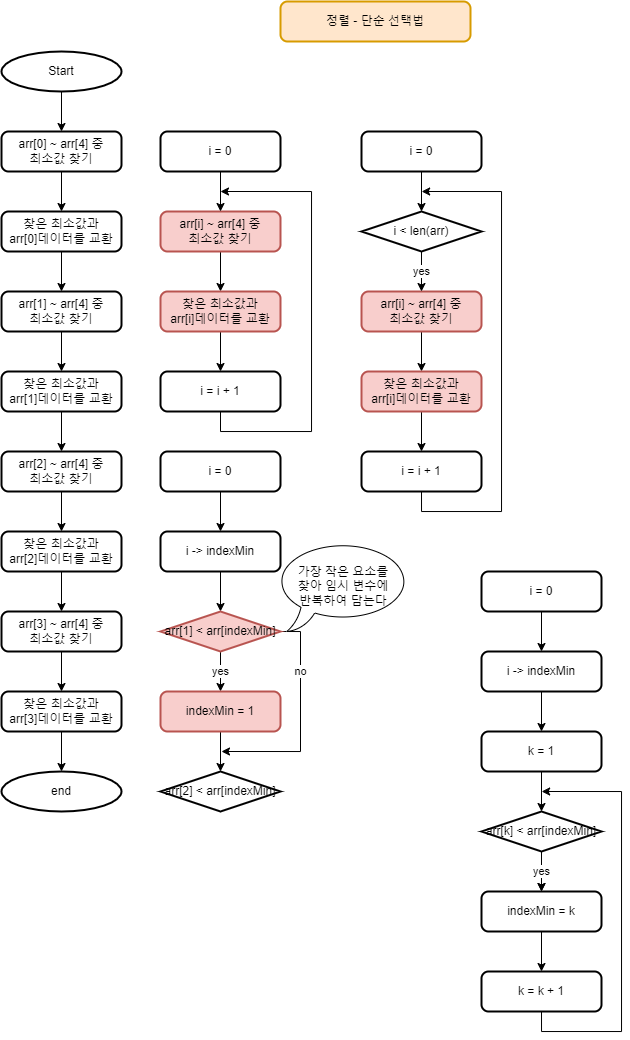 정렬 - 단순 선택법
Start
arr[0] ~ arr[4] 중
최소값 찾기
찾은 최소값과
arr[0]데이터를 교환
arr[1] ~ arr[4] 중
최소값 찾기
찾은 최소값과
arr[1]데이터를 교환
arr[2] ~ arr[4] 중
최소값 찾기
찾은 최소값과
arr[2]데이터를 교환
arr[3] ~ arr[4] 중
최소값 찾기
찾은 최소값과
arr[3]데이터를 교환
end
i = 0
arr[i] ~ arr[4] 중
최소값 찾기
찾은 최소값과
arr[i]데이터를 교환
i = i + 1
i = 0
i < len(arr)
yes
arr[i] ~ arr[4] 중
최소값 찾기
찾은 최소값과
arr[i]데이터를 교환
i = i + 1
i = 0
i -> indexMin
가장 작은 요소를
찾아 임시 변수에
반복하여 담는다
arr[1] < arr[indexMin]
yes
no
indexMin = 1
arr[2] < arr[indexMin]
i = 0
i -> indexMin
k = 1
arr[k] < arr[indexMin]
yes
indexMin = k
k = k + 1